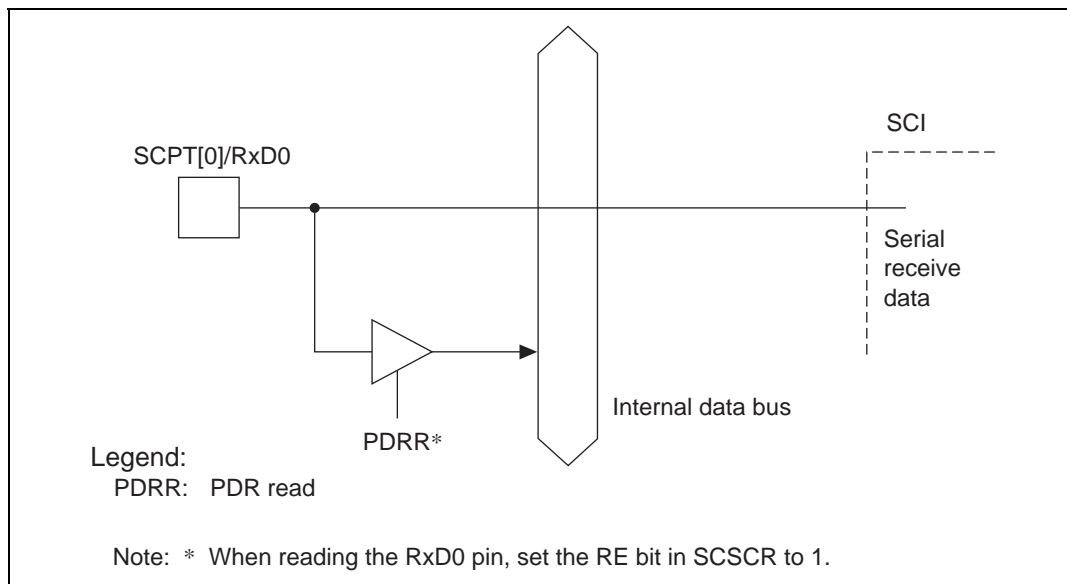 SCI
SCPT[0]/RxD0
Serial
receive
data
Internal data bus
PDRR*
Legend:
PDRR: PDR read
Note: * When reading the RxD0 pin, set the RE bit in SCSCR to 1.